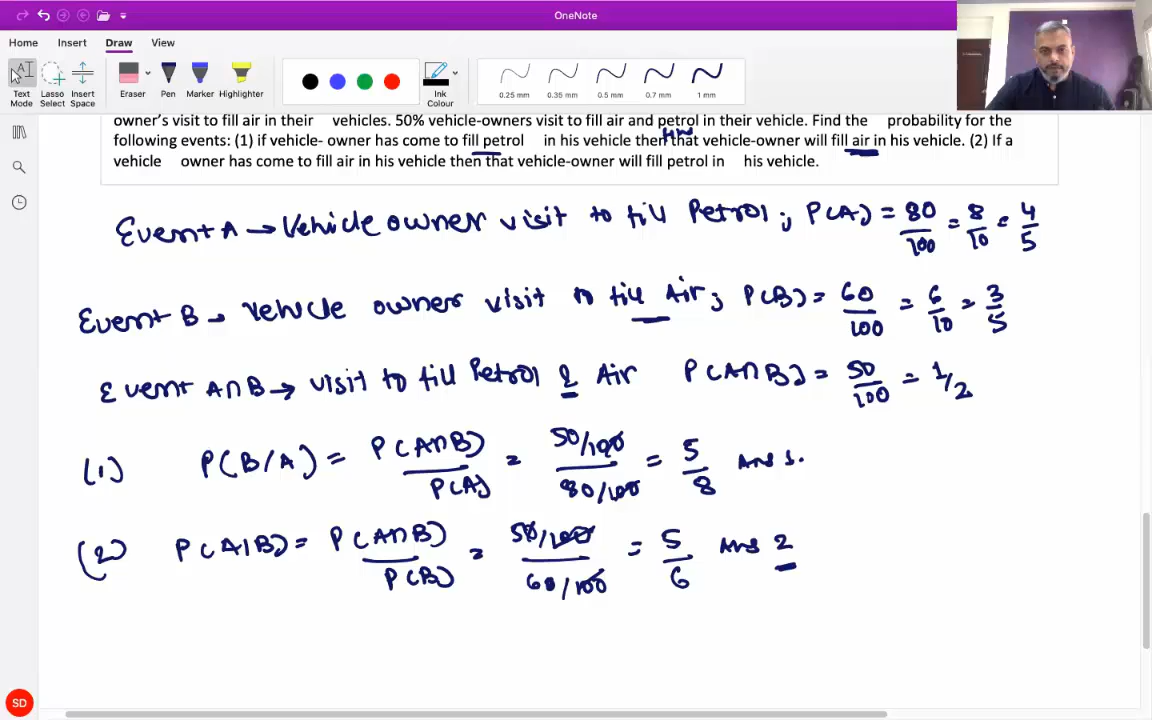 OneNote
Home Insert Draw View
Text Mode
Lasso Select
Insert Space
Eraser
Pen
Marker
Highlighter
Ink Colour
0.25 mm 0.35 mm 0.5 mm 0.7 mm 1 mm
owner's visit to fill air in their vehicles. 50% vehicle-owners visit to fill air and petrol in their vehicle. Find the probability for the
following events: (1) if vehicle- owner has come to fill petrol in his vehicle then that vehicle-owner will fill air in his vehicle. (2) If a
vehicle owner has come to fill air in his vehicle then that vehicle-owner will fill petrol in his vehicle.
Event A → Vehicle owner visit to fill Petrol; P(A) = 80/100 = 8/10 = 4/5
Event B → Vehicle owners visit to fill Air; P(B) = 60/100 = 6/10 = 3/5
Event A∩B → visit to fill Petrol & Air P(A∩B) = 50/100 = 1/2
(1) P(B/A) = P(A∩B)/P(A) = 50/100 / 80/100 = 5/8 Ans 1.
(2) P(A|B) = P(A∩B)/P(B) = 50/100 / 60/100 = 5/6 Ans 2
SD